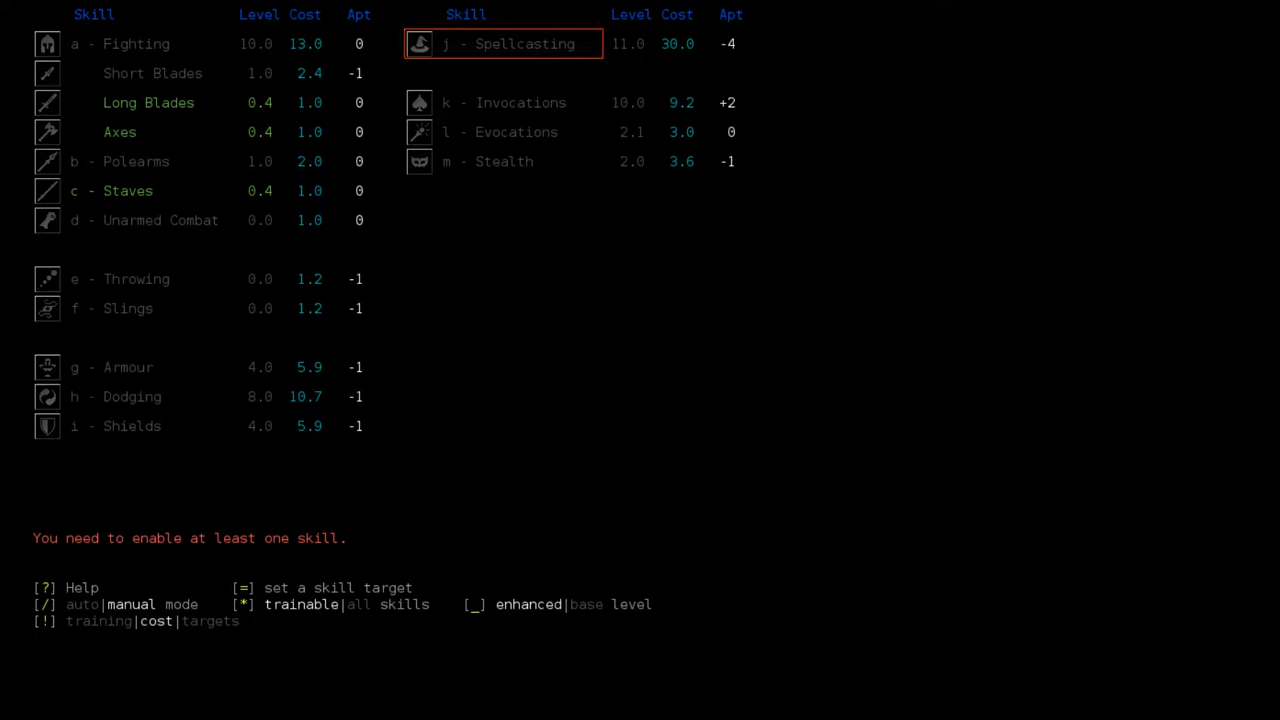 Skill Level Cost Apt Skill Level Cost Apt
a - Fighting 10.0 13.0 0 j - Spellcasting 11.0 30.0 -4
Short Blades 1.0 2.4 -1
Long Blades 0.4 1.0 0 k - Invocations 10.0 9.2 +2
Axes 0.4 1.0 0 l - Evocations 2.1 3.0 0
b - Polearms 1.0 2.0 0 m - Stealth 2.0 3.6 -1
c - Staves 0.4 1.0 0
d - Unarmed Combat 0.0 1.0 0
e - Throwing 0.0 1.2 -1
f - Slings 0.0 1.2 -1
g - Armour 4.0 5.9 -1
h - Dodging 8.0 10.7 -1
i - Shields 4.0 5.9 -1
You need to enable at least one skill.
[?] Help [=] set a skill target
[/] auto|manual mode [*] trainable|all skills [_] enhanced|base level
[!] training|cost|targets